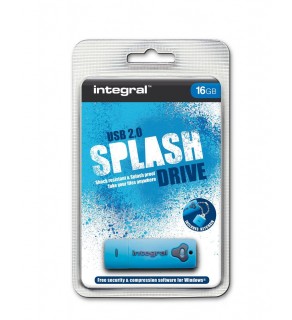 integral
16GB
USB 2.0
SPLASH
DRIVE
Shock resistant & Splash proof
Take your files anywhere
integral
Free security & compression software for Windows®